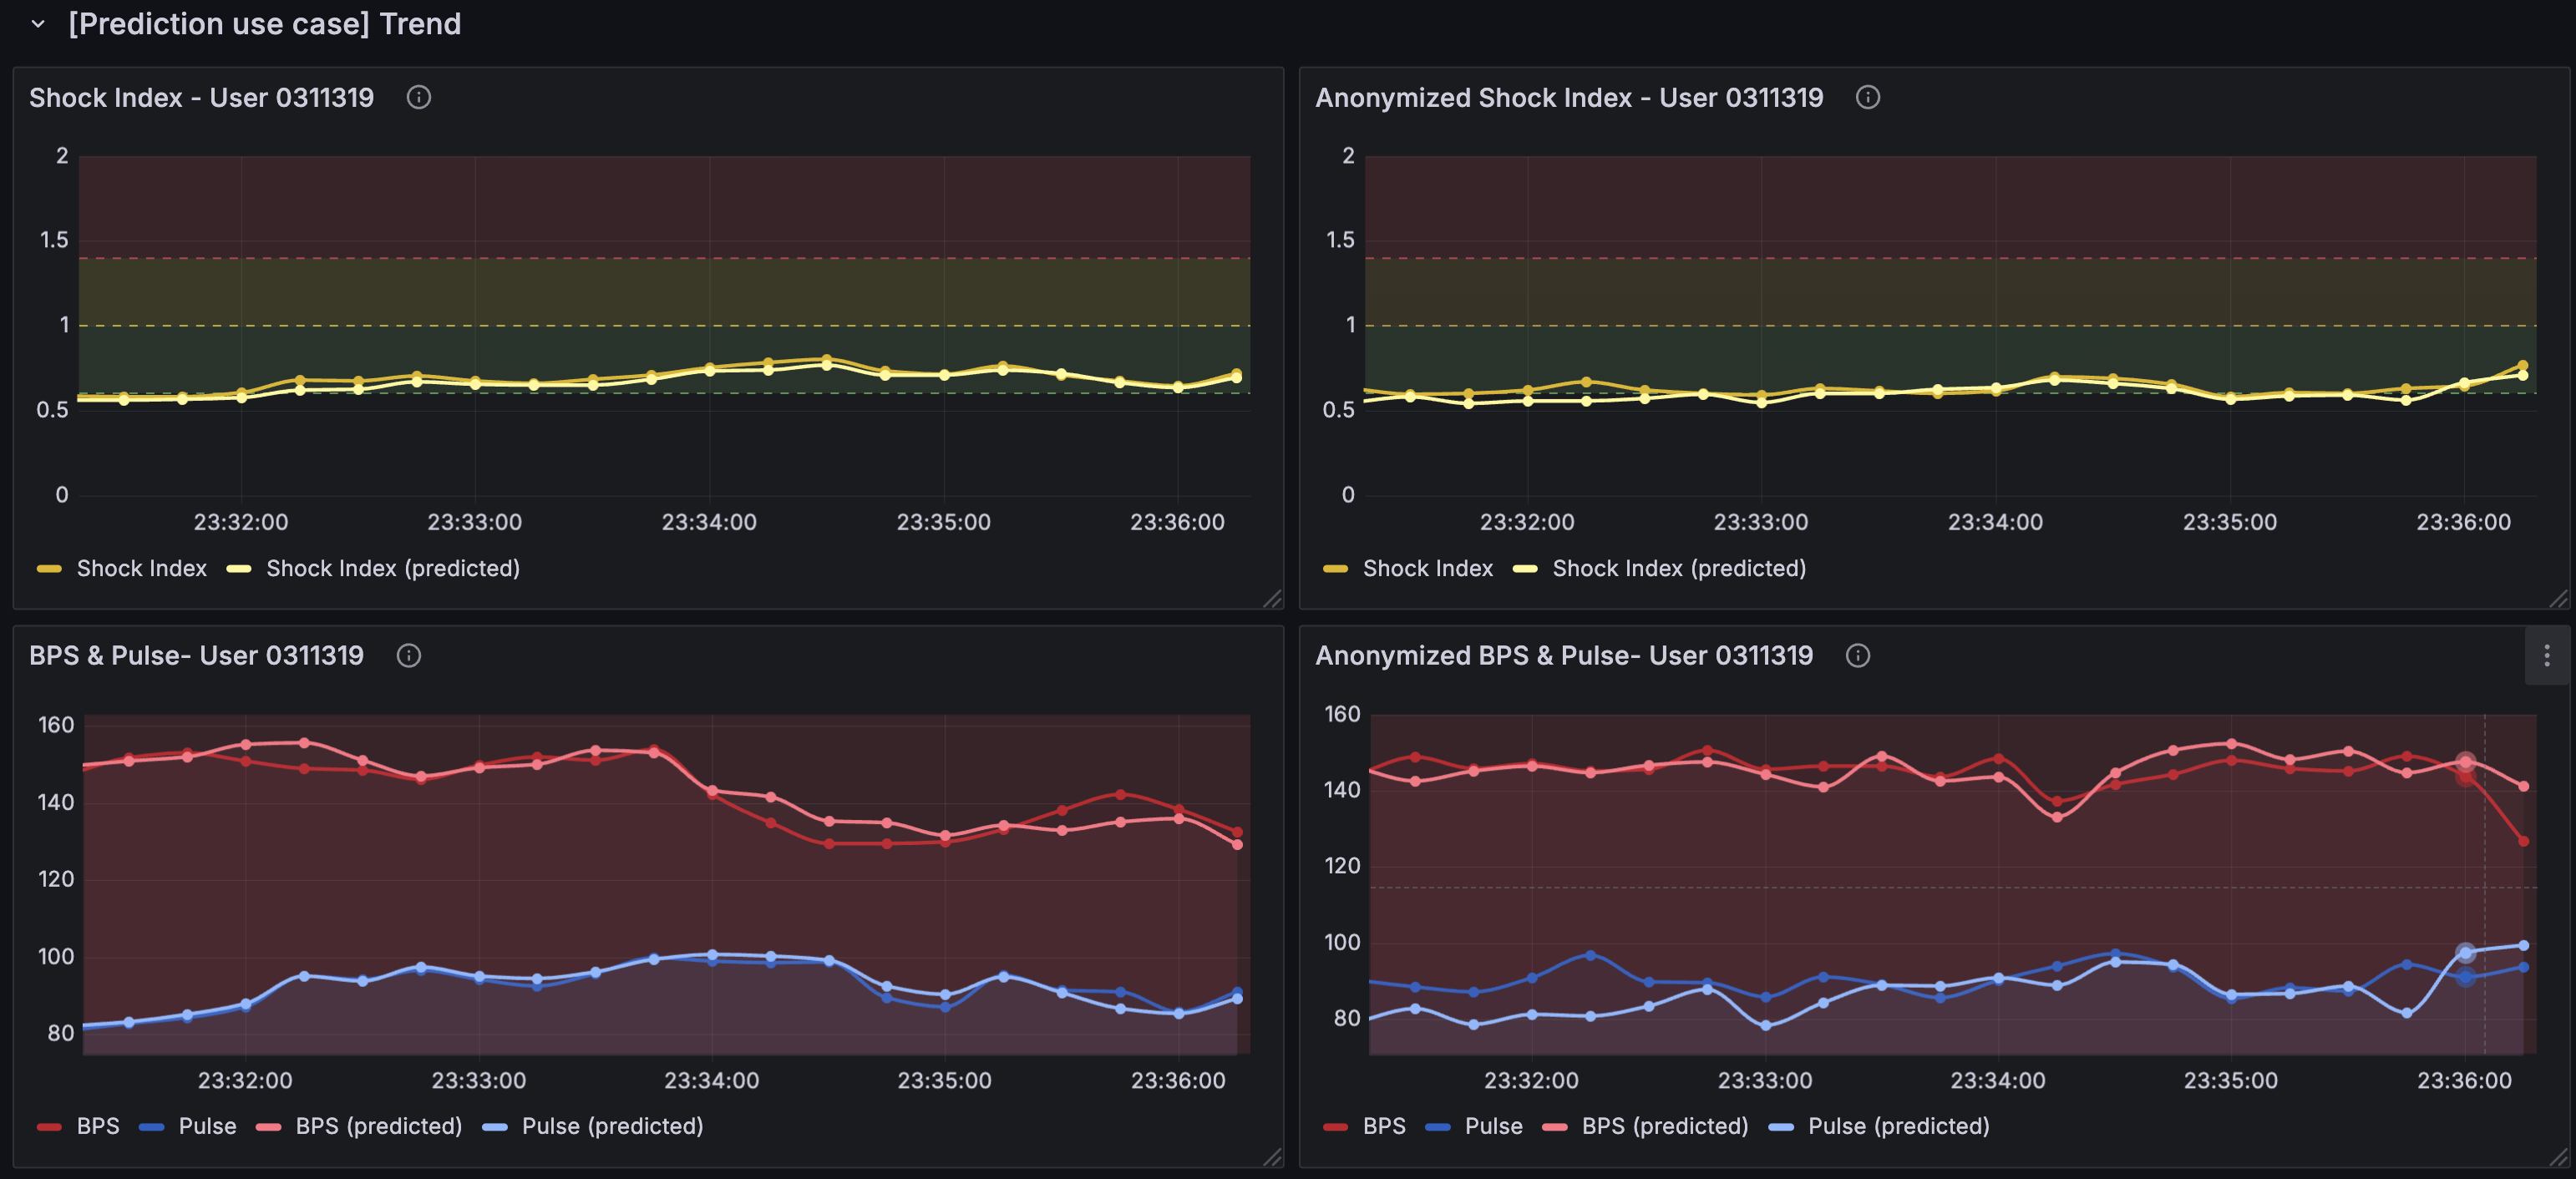 [Prediction use case] Trend
Shock Index - User 0311319
2
1.5
1
0.5
0
23:32:00 23:33:00 23:34:00 23:35:00 23:36:00
Shock Index Shock Index (predicted)
Anonymized Shock Index - User 0311319
2
1.5
1
0.5
0
23:32:00 23:33:00 23:34:00 23:35:00 23:36:00
Shock Index Shock Index (predicted)
BPS & Pulse- User 0311319
160
140
120
100
80
23:32:00 23:33:00 23:34:00 23:35:00 23:36:00
BPS Pulse BPS (predicted) Pulse (predicted)
Anonymized BPS & Pulse- User 0311319
160
140
120
100
80
23:32:00 23:33:00 23:34:00 23:35:00 23:36:00
BPS Pulse BPS (predicted) Pulse (predicted)